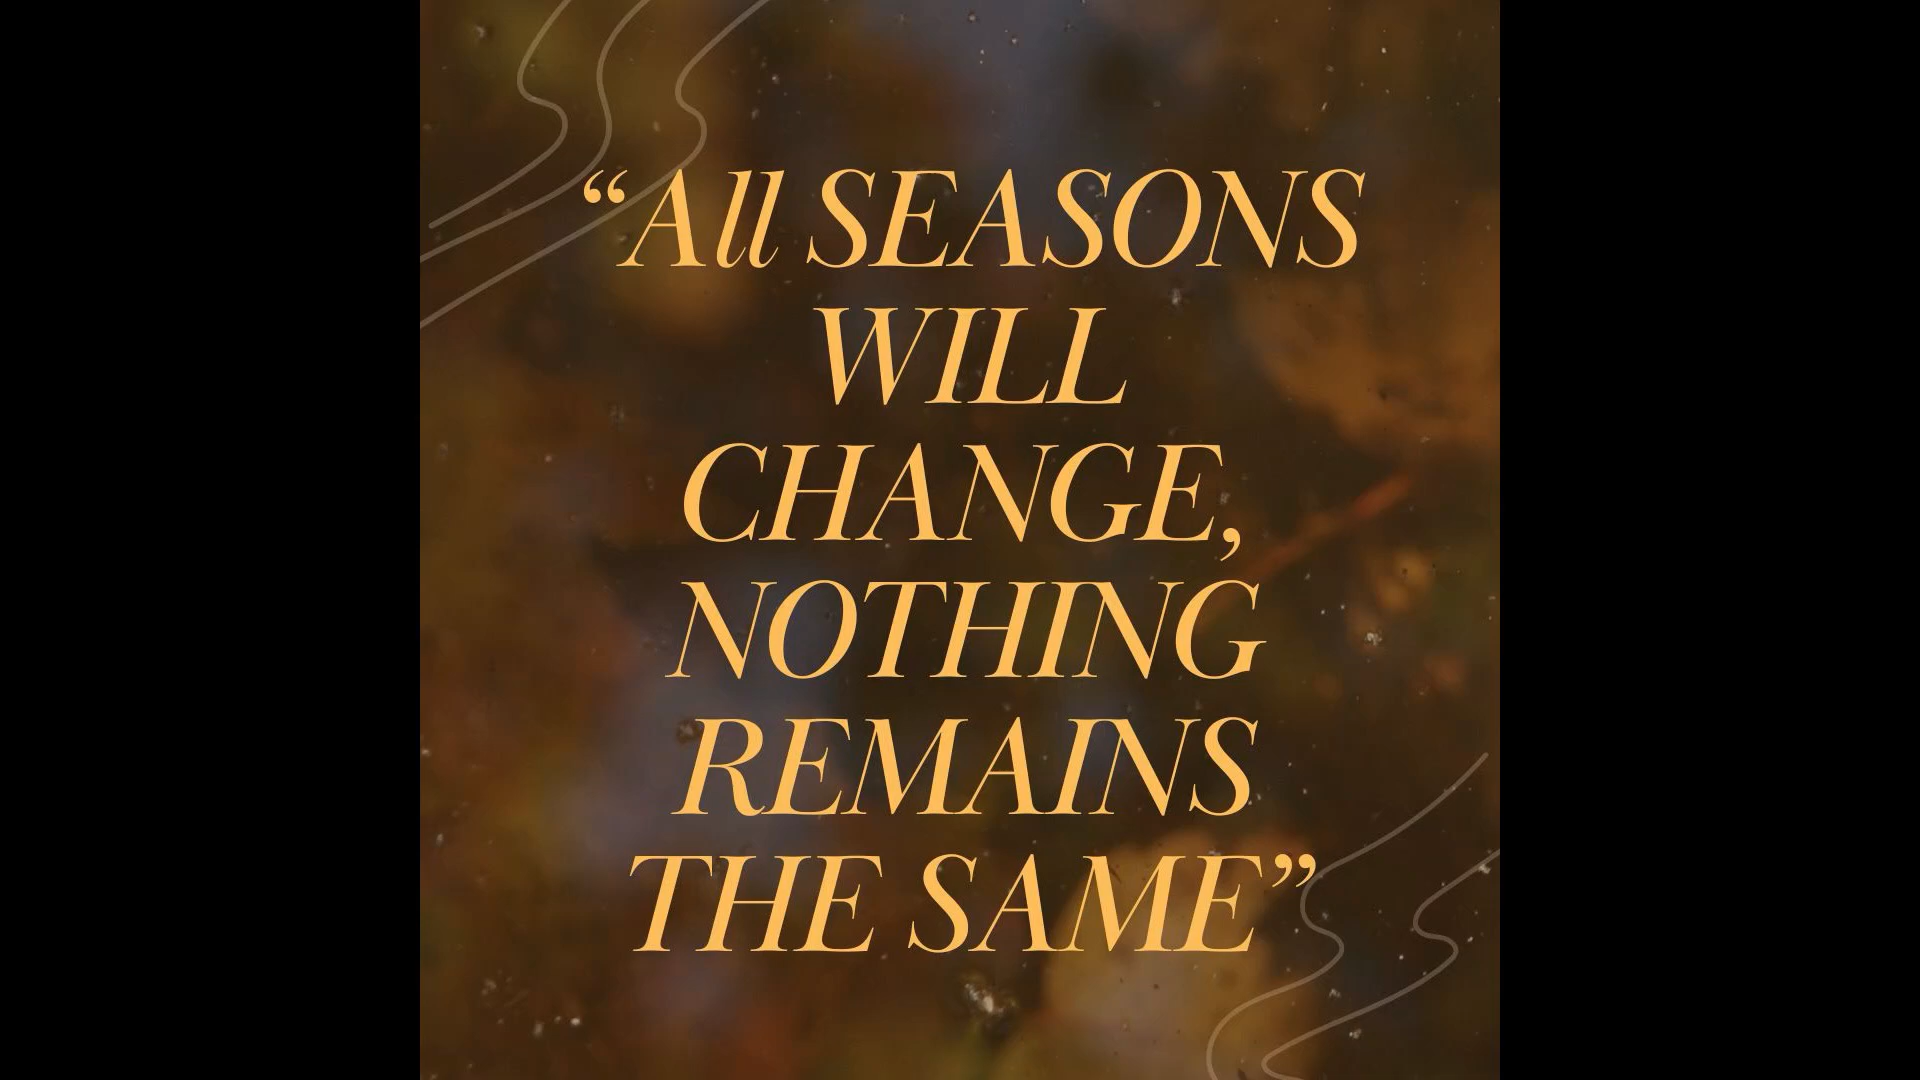 “All SEASONS
WILL
CHANGE,
NOTHING
REMAINS
THE SAME”